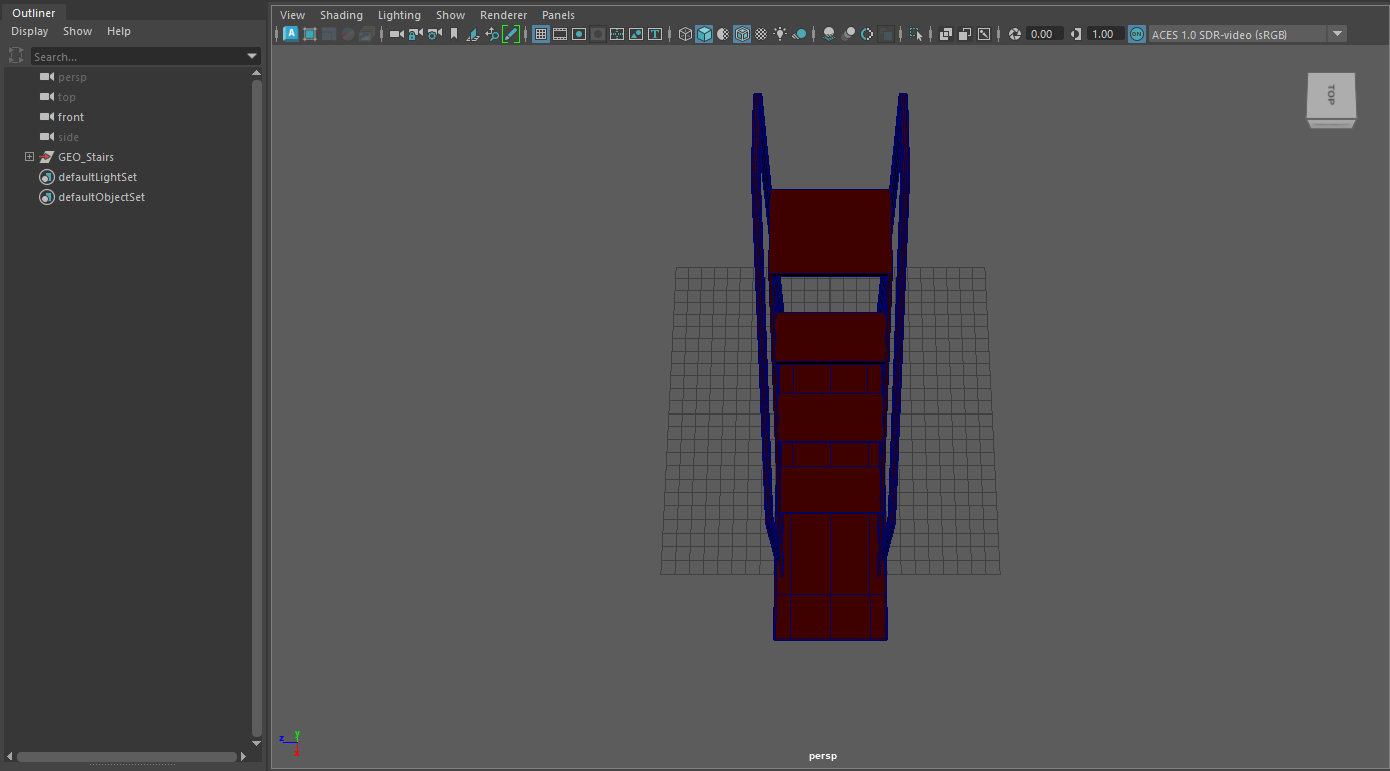 Outliner
Display Show Help
Search...
persp
top
front
side
GEO_Stairs
defaultLightSet
defaultObjectSet
View Shading Lighting Show Renderer Panels
A T 0.00 1.00 ON ACES 1.0 SDR-video (sRGB)
TOP
z y x
persp